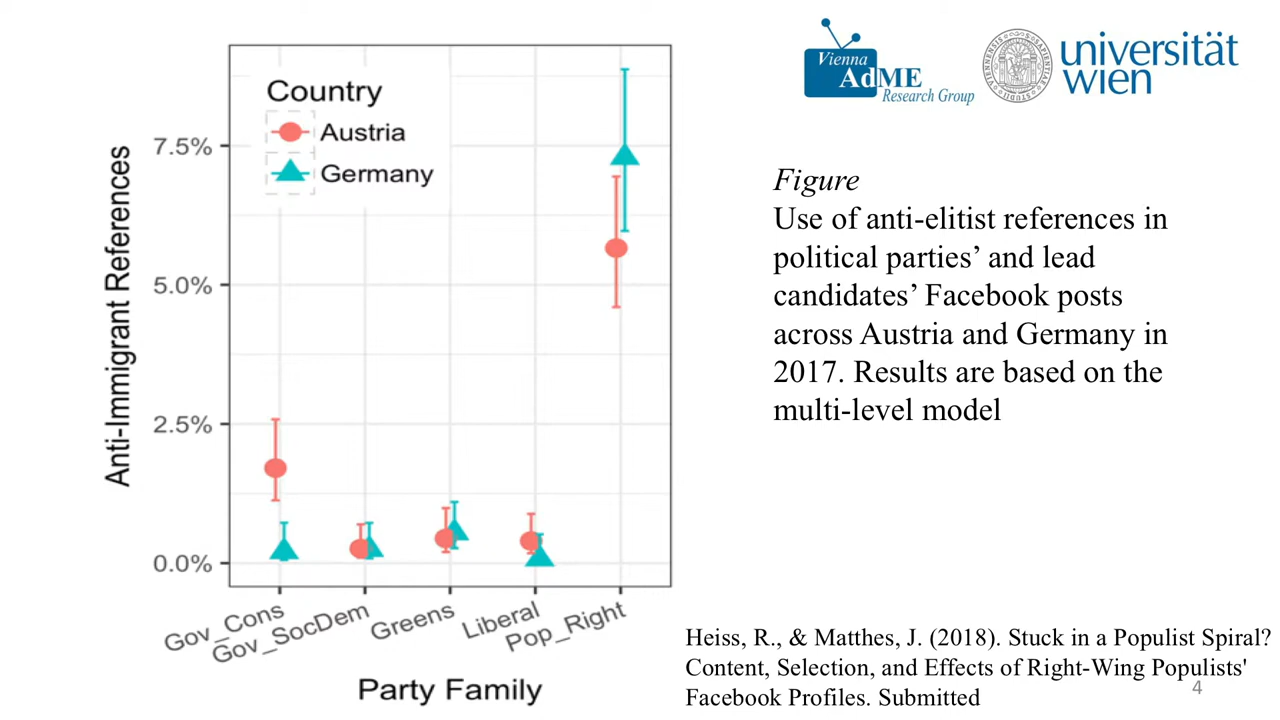 Vienna
AdME
Research Group
universität
wien
Country
Austria
Germany
Anti-Immigrant References
7.5%
5.0%
2.5%
0.0%
Gov_Cons
Gov_SocDem
Greens
Liberal
Pop_Right
Party Family
Figure
Use of anti-elitist references in
political parties’ and lead
candidates’ Facebook posts
across Austria and Germany in
2017. Results are based on the
multi-level model
Heiss, R., & Matthes, J. (2018). Stuck in a Populist Spiral?
Content, Selection, and Effects of Right-Wing Populists'
Facebook Profiles. Submitted
4